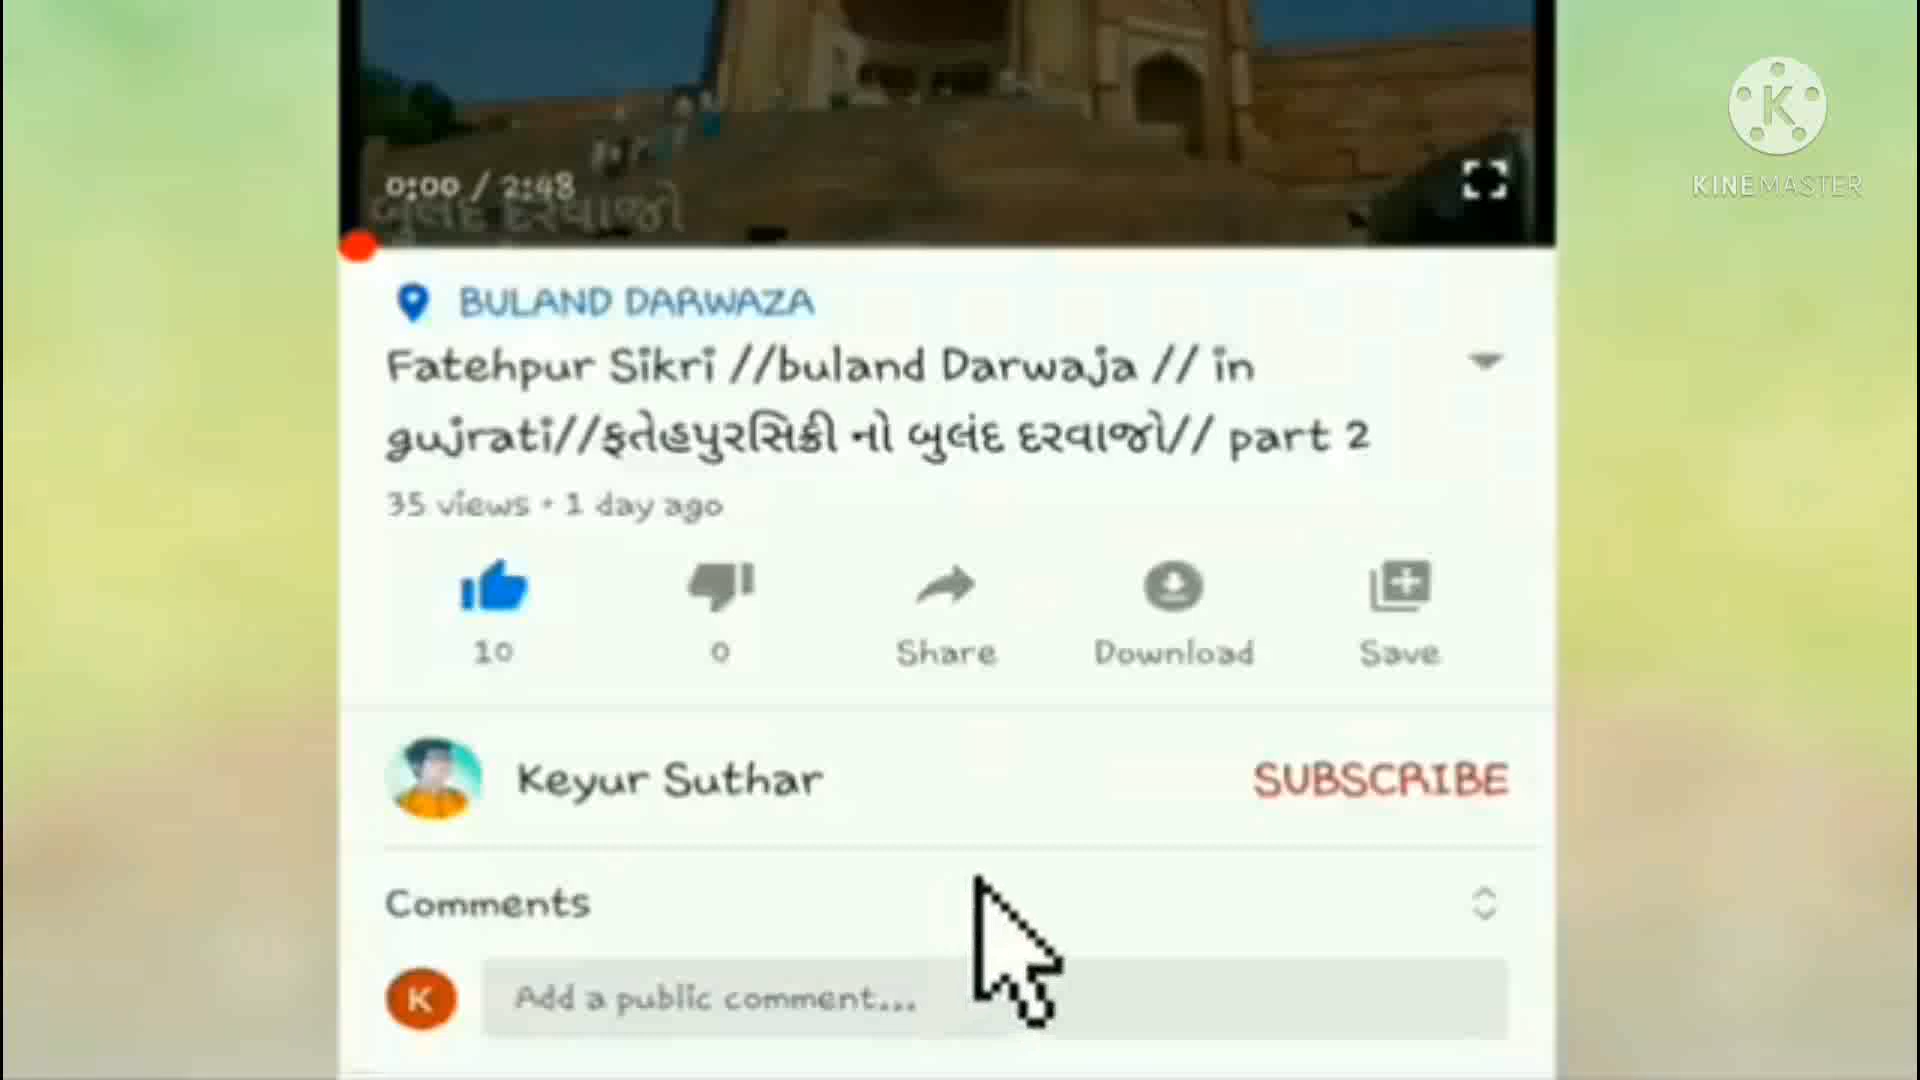 K
KINEMASTER
0:00 / 2:48
બુલંદ દરવાજો
BULAND DARWAZA
Fatehpur Sikri //buland Darwaja // in
gujrati//ફતેહપુરસિક્રી નો બુલંદ દરવાજો// part 2
35 views • 1 day ago
10
0
Share
Download
Save
Keyur Suthar
SUBSCRIBE
Comments
K
Add a public comment...